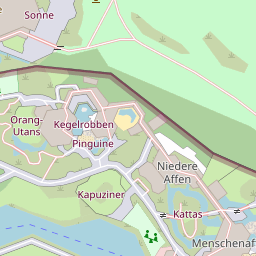 Sonne
Orang-
Utans
Kegelrobben
Pinguine
Niedere
Affen
Kapuziner
Kattas
Menschenaf